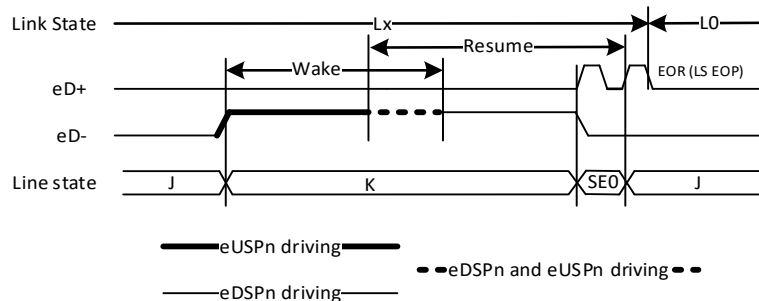 Link State
Lx
L0
Resume
Wake
EOR (LS EOP)
eD+
eD-
Line state
J
K
SE0
J
eUSPn driving
eDSPn and eUSPn driving
eDSPn driving